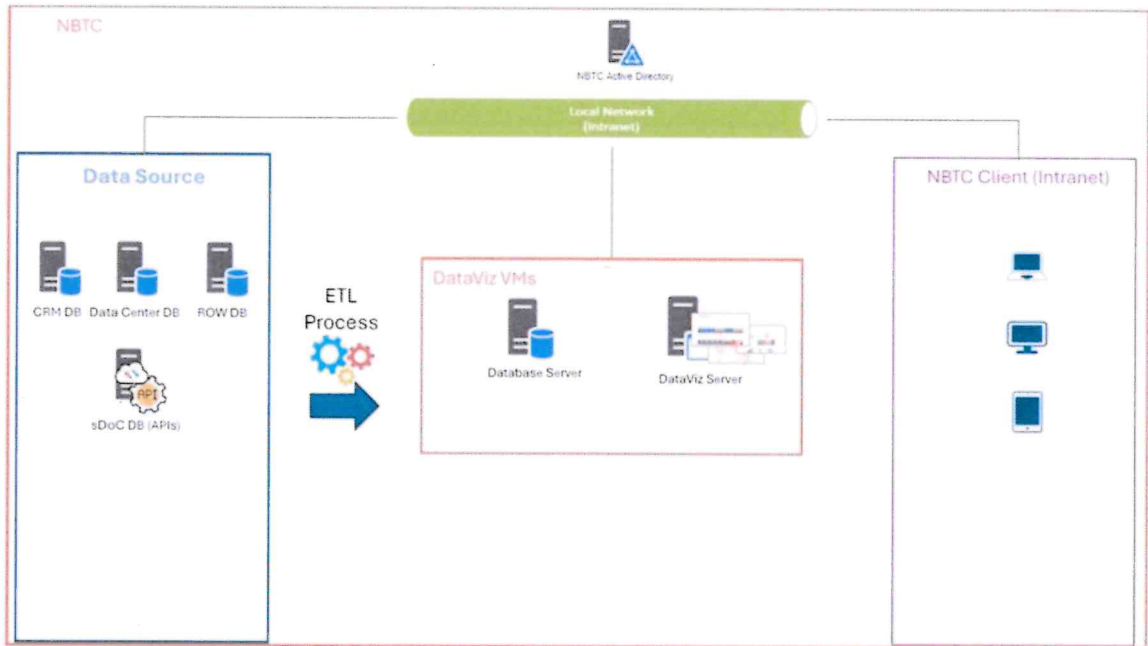 NBTC
NBTC Active Directory
Local Network
(Intranet)
Data Source
CRM DB
Data Center DB
ROW DB
API
sDoC DB (APIs)
ETL
Process
DataViz VMs
Database Server
DataViz Server
NBTC Client (Intranet)